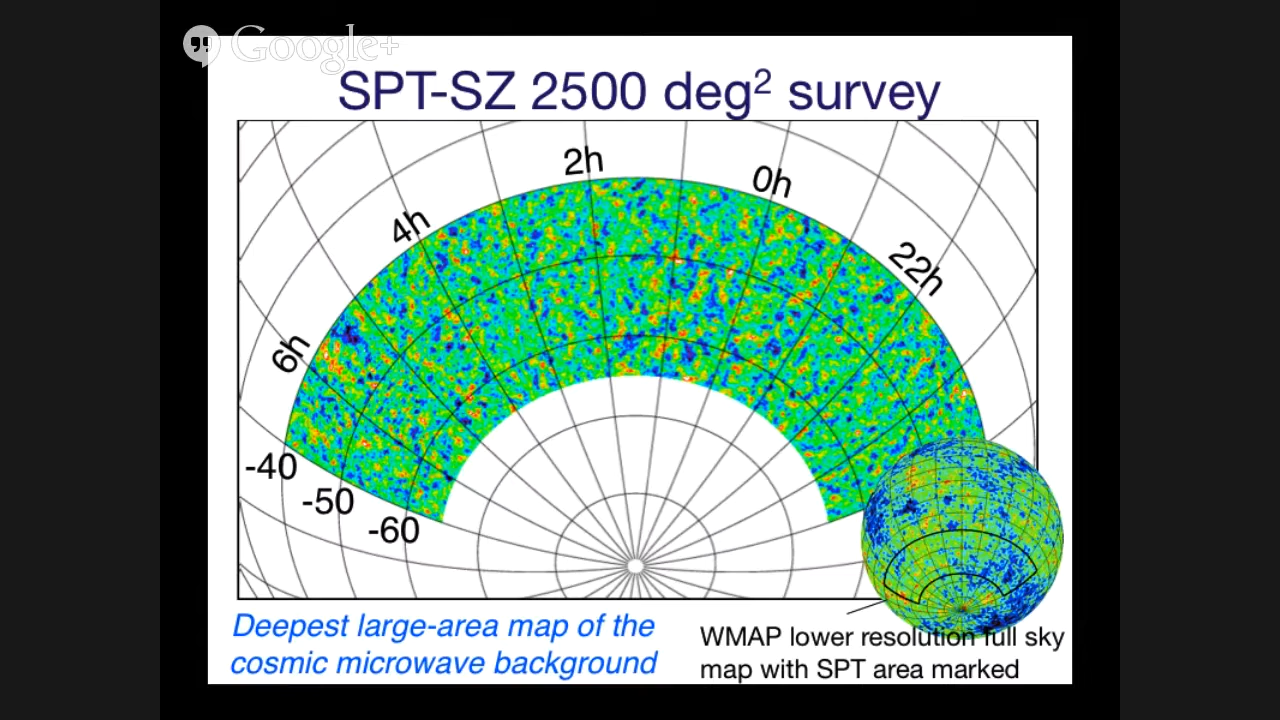 Google+
SPT-SZ 2500 deg² survey
2h
0h
4h
22h
6h
-40
-50
-60
Deepest large-area map of the
cosmic microwave background
WMAP lower resolution full sky
map with SPT area marked